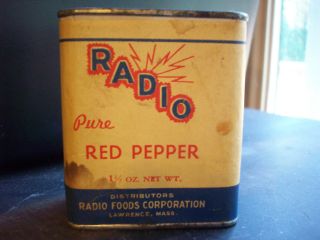 RADIO
Pure
RED PEPPER
1½ OZ. NET WT.
DISTRIBUTORS
RADIO FOODS CORPORATION
LAWRENCE, MASS.